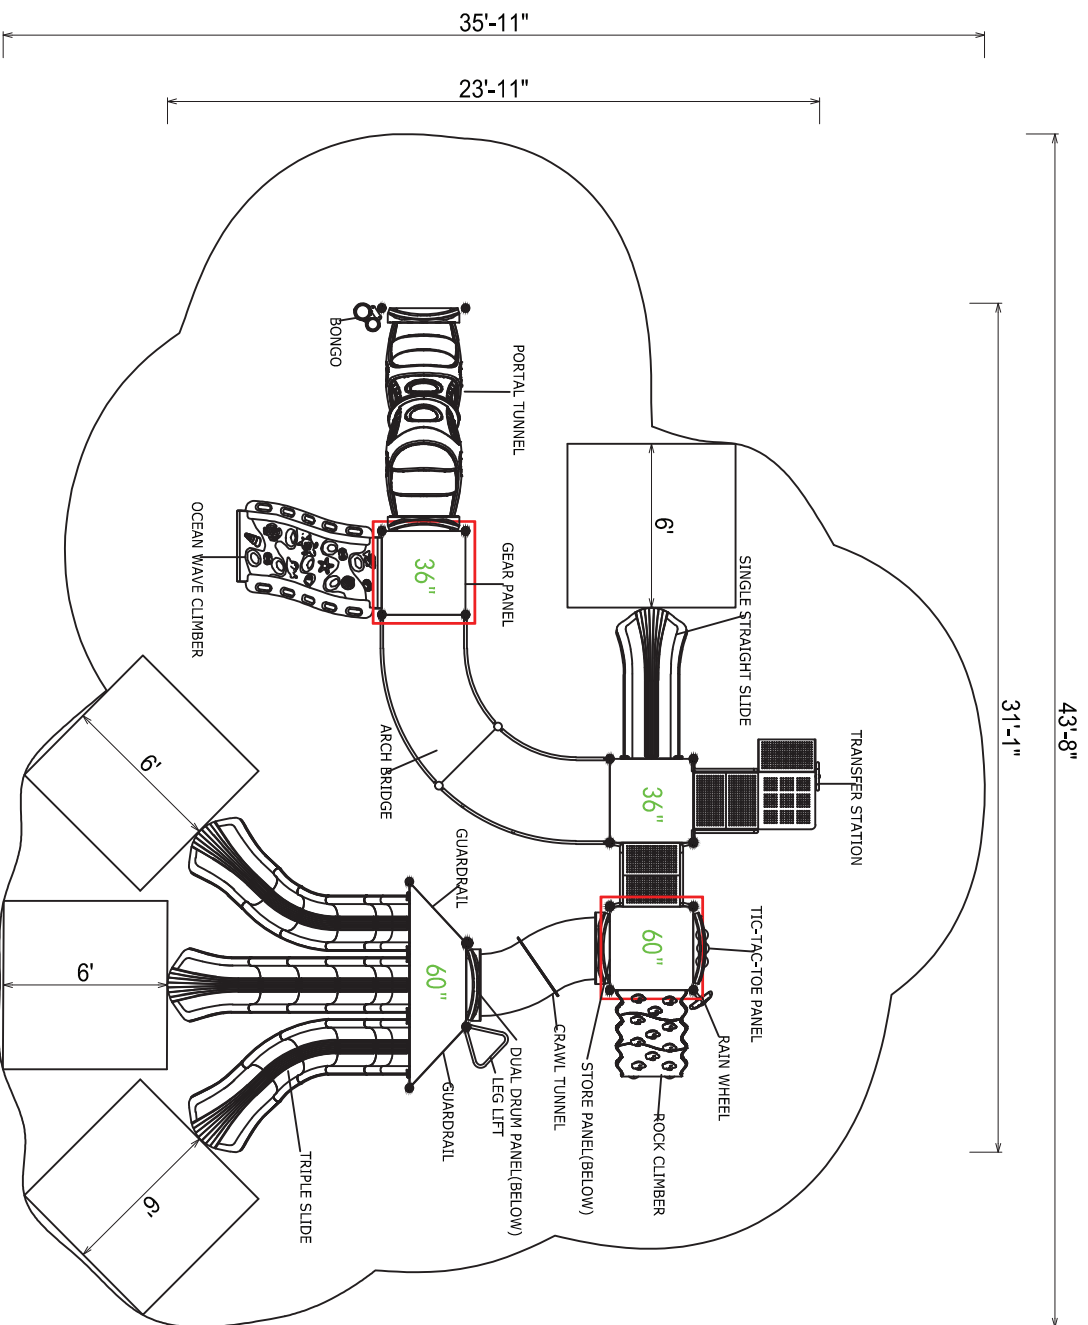 35'-11"
23'-11"
43'-8"
31'-1"
BONGO
PORTAL TUNNEL
6'
OCEAN WAVE CLIMBER
36"
GEAR PANEL
SINGLE STRAIGHT SLIDE
ARCH BRIDGE
36"
TRANSFER STATION
6'
GUARDRAIL
60"
TIC-TAC-TOE PANEL
6'
60"
CRAWL TUNNEL
RAIN WHEEL
STORE PANEL(BELOW)
ROCK CLIMBER
DUAL DRUM PANEL(BELOW)
LEG LIFT
GUARDRAIL
TRIPLE SLIDE
6'